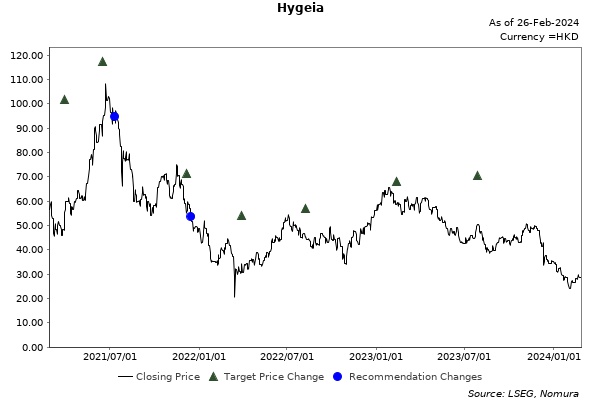 Hygeia
As of 26-Feb-2024
Currency =HKD
120.00
110.00
100.00
90.00
80.00
70.00
60.00
50.00
40.00
30.00
20.00
10.00
0.00
2021/07/01 2022/01/01 2022/07/01 2023/01/01 2023/07/01 2024/01/01
Closing Price Target Price Change Recommendation Changes
Source: LSEG, Nomura